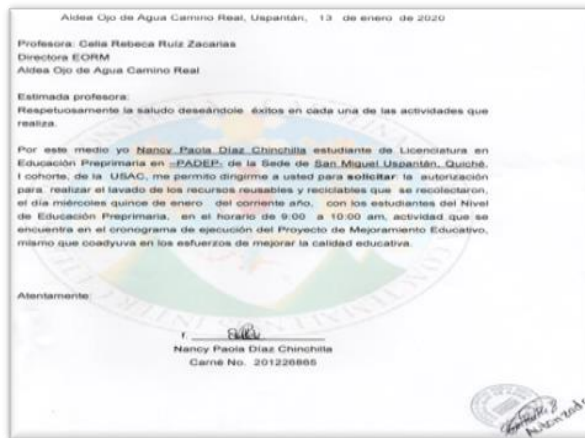 Aldea Ojo de Agua Camino Real, Uspantán, 13 de enero de 2020
Profesora: Celia Rebeca Ruíz Zacarias
Directora EORM
Aldea Ojo de Agua Camino Real
Estimada profesora:
Respetuosamente la saludo deseándole éxitos en cada una de las actividades que
realiza.
Por este medio yo Nancy Paola Díaz Chinchilla estudiante de Licenciatura en
Educación Preprimaria en –PADEP- de la Sede de San Miguel Uspantán, Quiché.
I cohorte, de la USAC, me permito dirigirme a usted para solicitar la autorización
para realizar el lavado de los recursos reusables y reciclables que se recolectaron,
el día miércoles quince de enero del corriente año, con los estudiantes del Nivel
de Educación Preprimaria, en el horario de 9:00 a 10:00 am, actividad que se
encuentra en el cronograma de ejecución del Proyecto de Mejoramiento Educativo,
mismo que coadyuva en los esfuerzos de mejorar la calidad educativa.
Atentamente:
f.
Nancy Paola Díaz Chinchilla
Carné No. 201226865
Autorizado